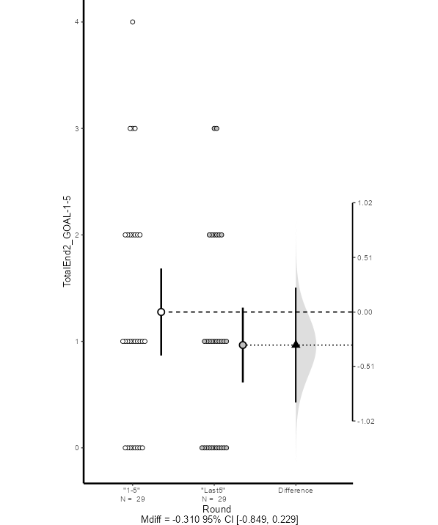 4
3
2
1
0
TotalEnd2_GOAL-1-5
1.02
0.51
0.00
-0.51
-1.02
"1-5" "Last5" Difference
N = 29 N = 29
Round
Mdiff = -0.310 95% CI [-0.849, 0.229]